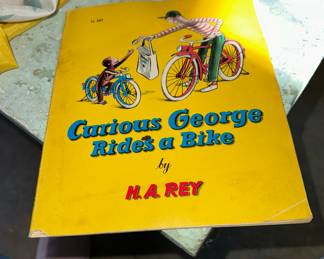 Curious George
Rides a Bike
by
H. A. REY